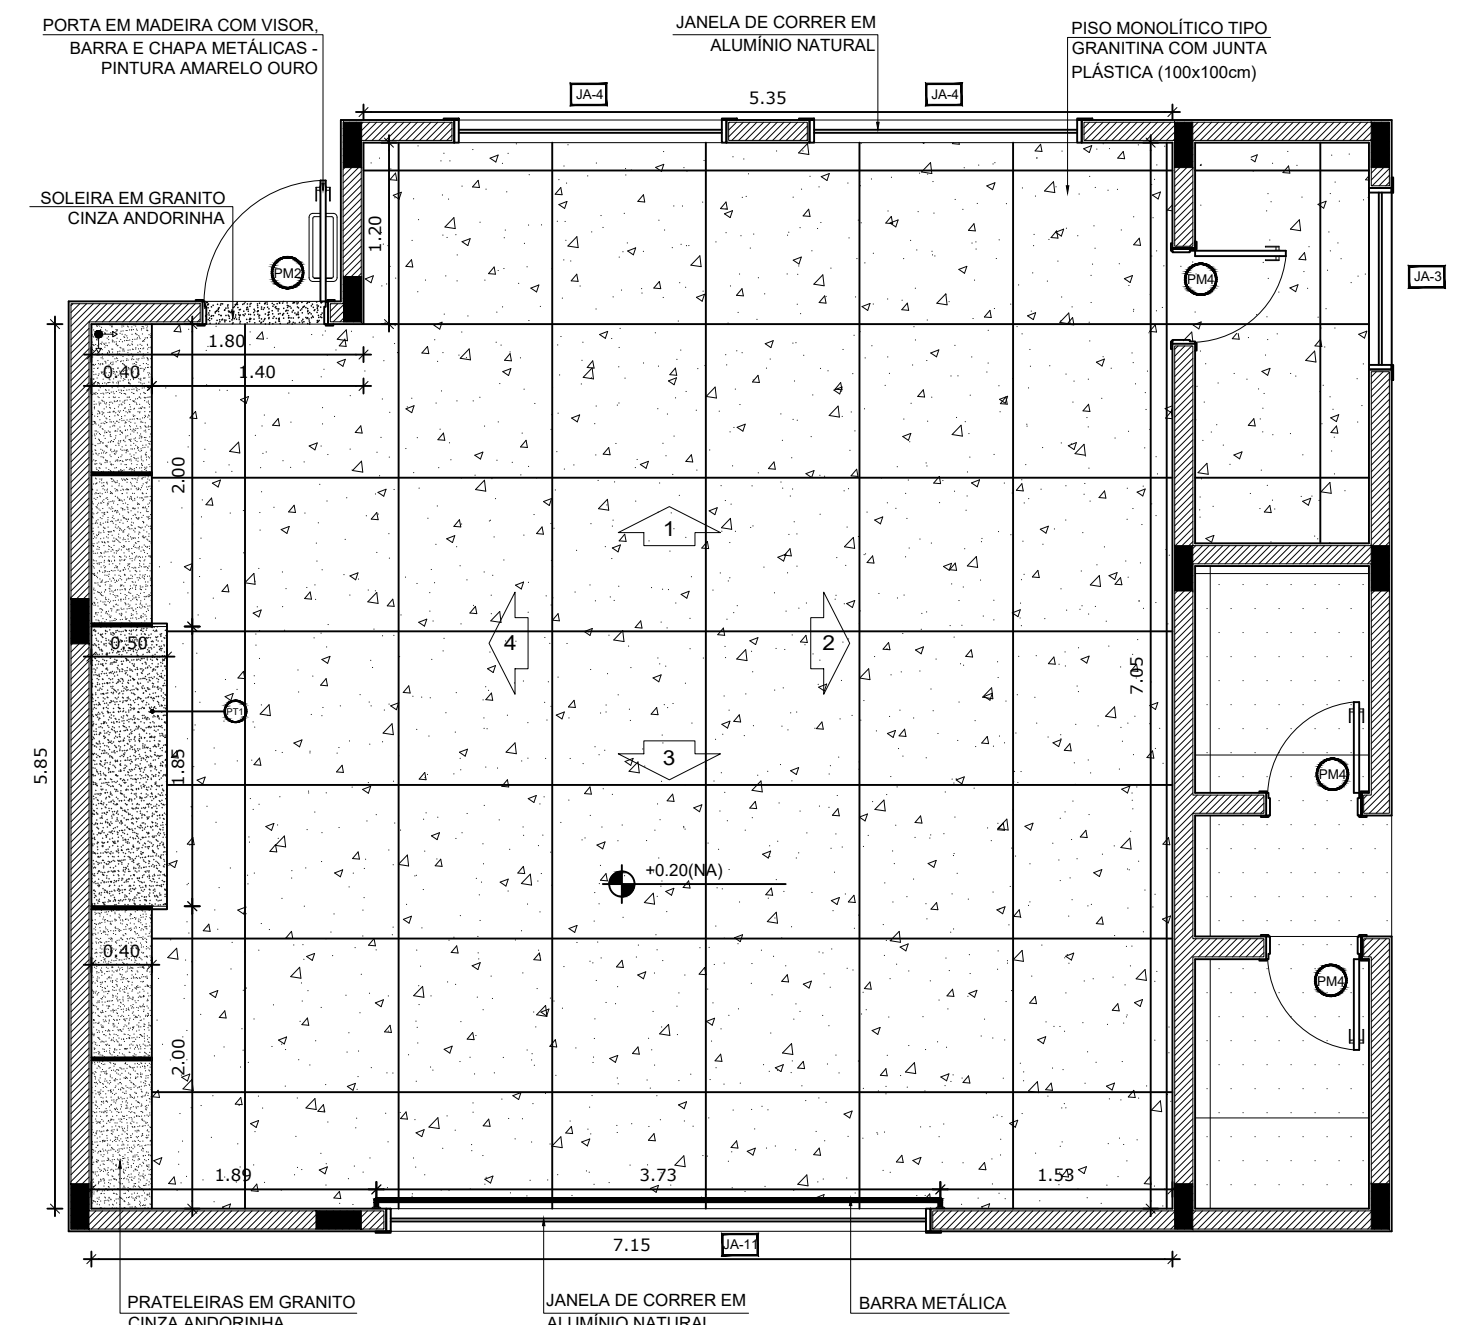 PORTA EM MADEIRA COM VISOR,
BARRA E CHAPA METÁLICAS -
PINTURA AMARELO OURO
JANELA DE CORRER EM
ALUMÍNIO NATURAL
PISO MONOLÍTICO TIPO
GRANITINA COM JUNTA
PLÁSTICA (100x100cm)
JA-4
5.35
JA-4
SOLEIRA EM GRANITO
CINZA ANDORINHA
1.20
PM2
PM4
JA-3
1.80
0.40
1.40
2.00
1
0.50
4
2
7.05
PT1
5.85
1.85
3
PM4
+0.20(NA)
0.40
PM4
2.00
1.89
3.73
1.53
7.15
JA-11
PRATELEIRAS EM GRANITO
CINZA ANDORINHA
JANELA DE CORRER EM
ALUMÍNIO NATURAL
BARRA METÁLICA